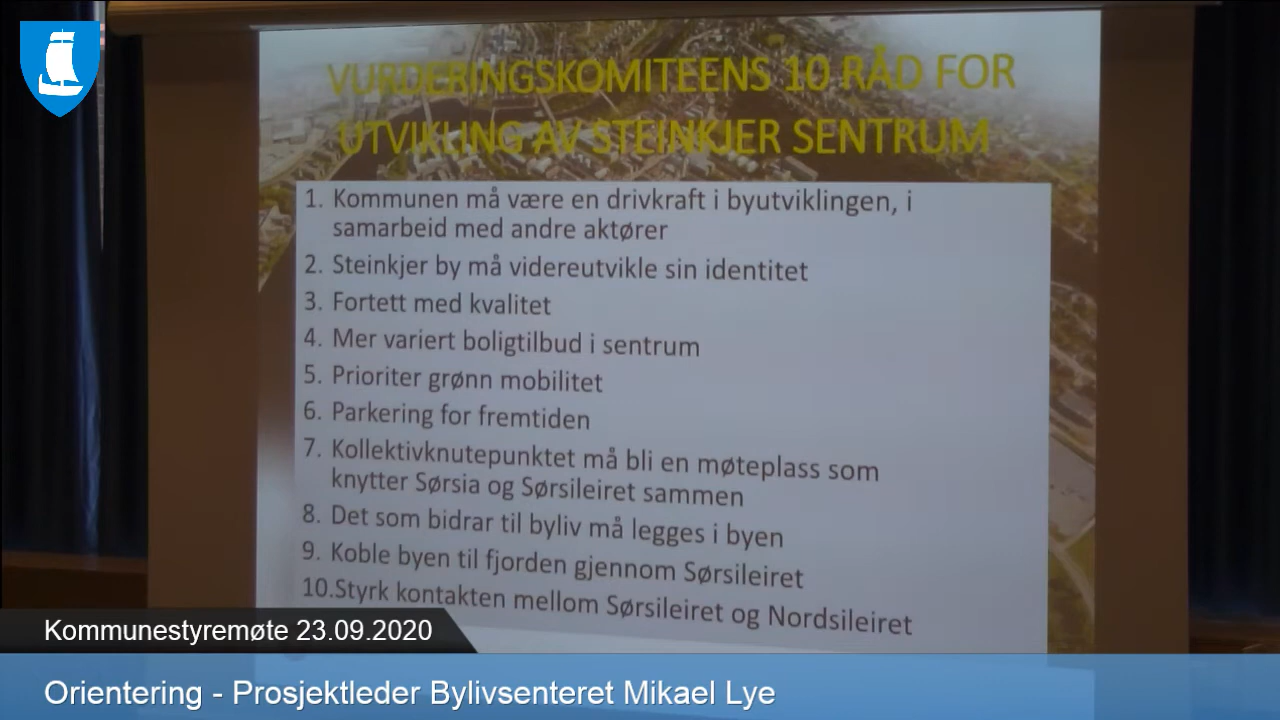 VURDERINGSKOMITEENS 10 RÅD FOR
UTVIKLING AV STEINKJER SENTRUM
1. Kommunen må være en drivkraft i byutviklingen, i
samarbeid med andre aktører
2. Steinkjer by må videreutvikle sin identitet
3. Fortett med kvalitet
4. Mer variert boligtilbud i sentrum
5. Prioriter grønn mobilitet
6. Parkering for fremtiden
7. Kollektivknutepunktet må bli en møteplass som
knytter Sørsia og Sørsileiret sammen
8. Det som bidrar til byliv må legges i byen
9. Koble byen til fjorden gjennom Sørsileiret
10.Styrk kontakten mellom Sørsileiret og Nordsileiret
Kommunestyremøte 23.09.2020
Orientering - Prosjektleder Bylivsenteret Mikael Lye